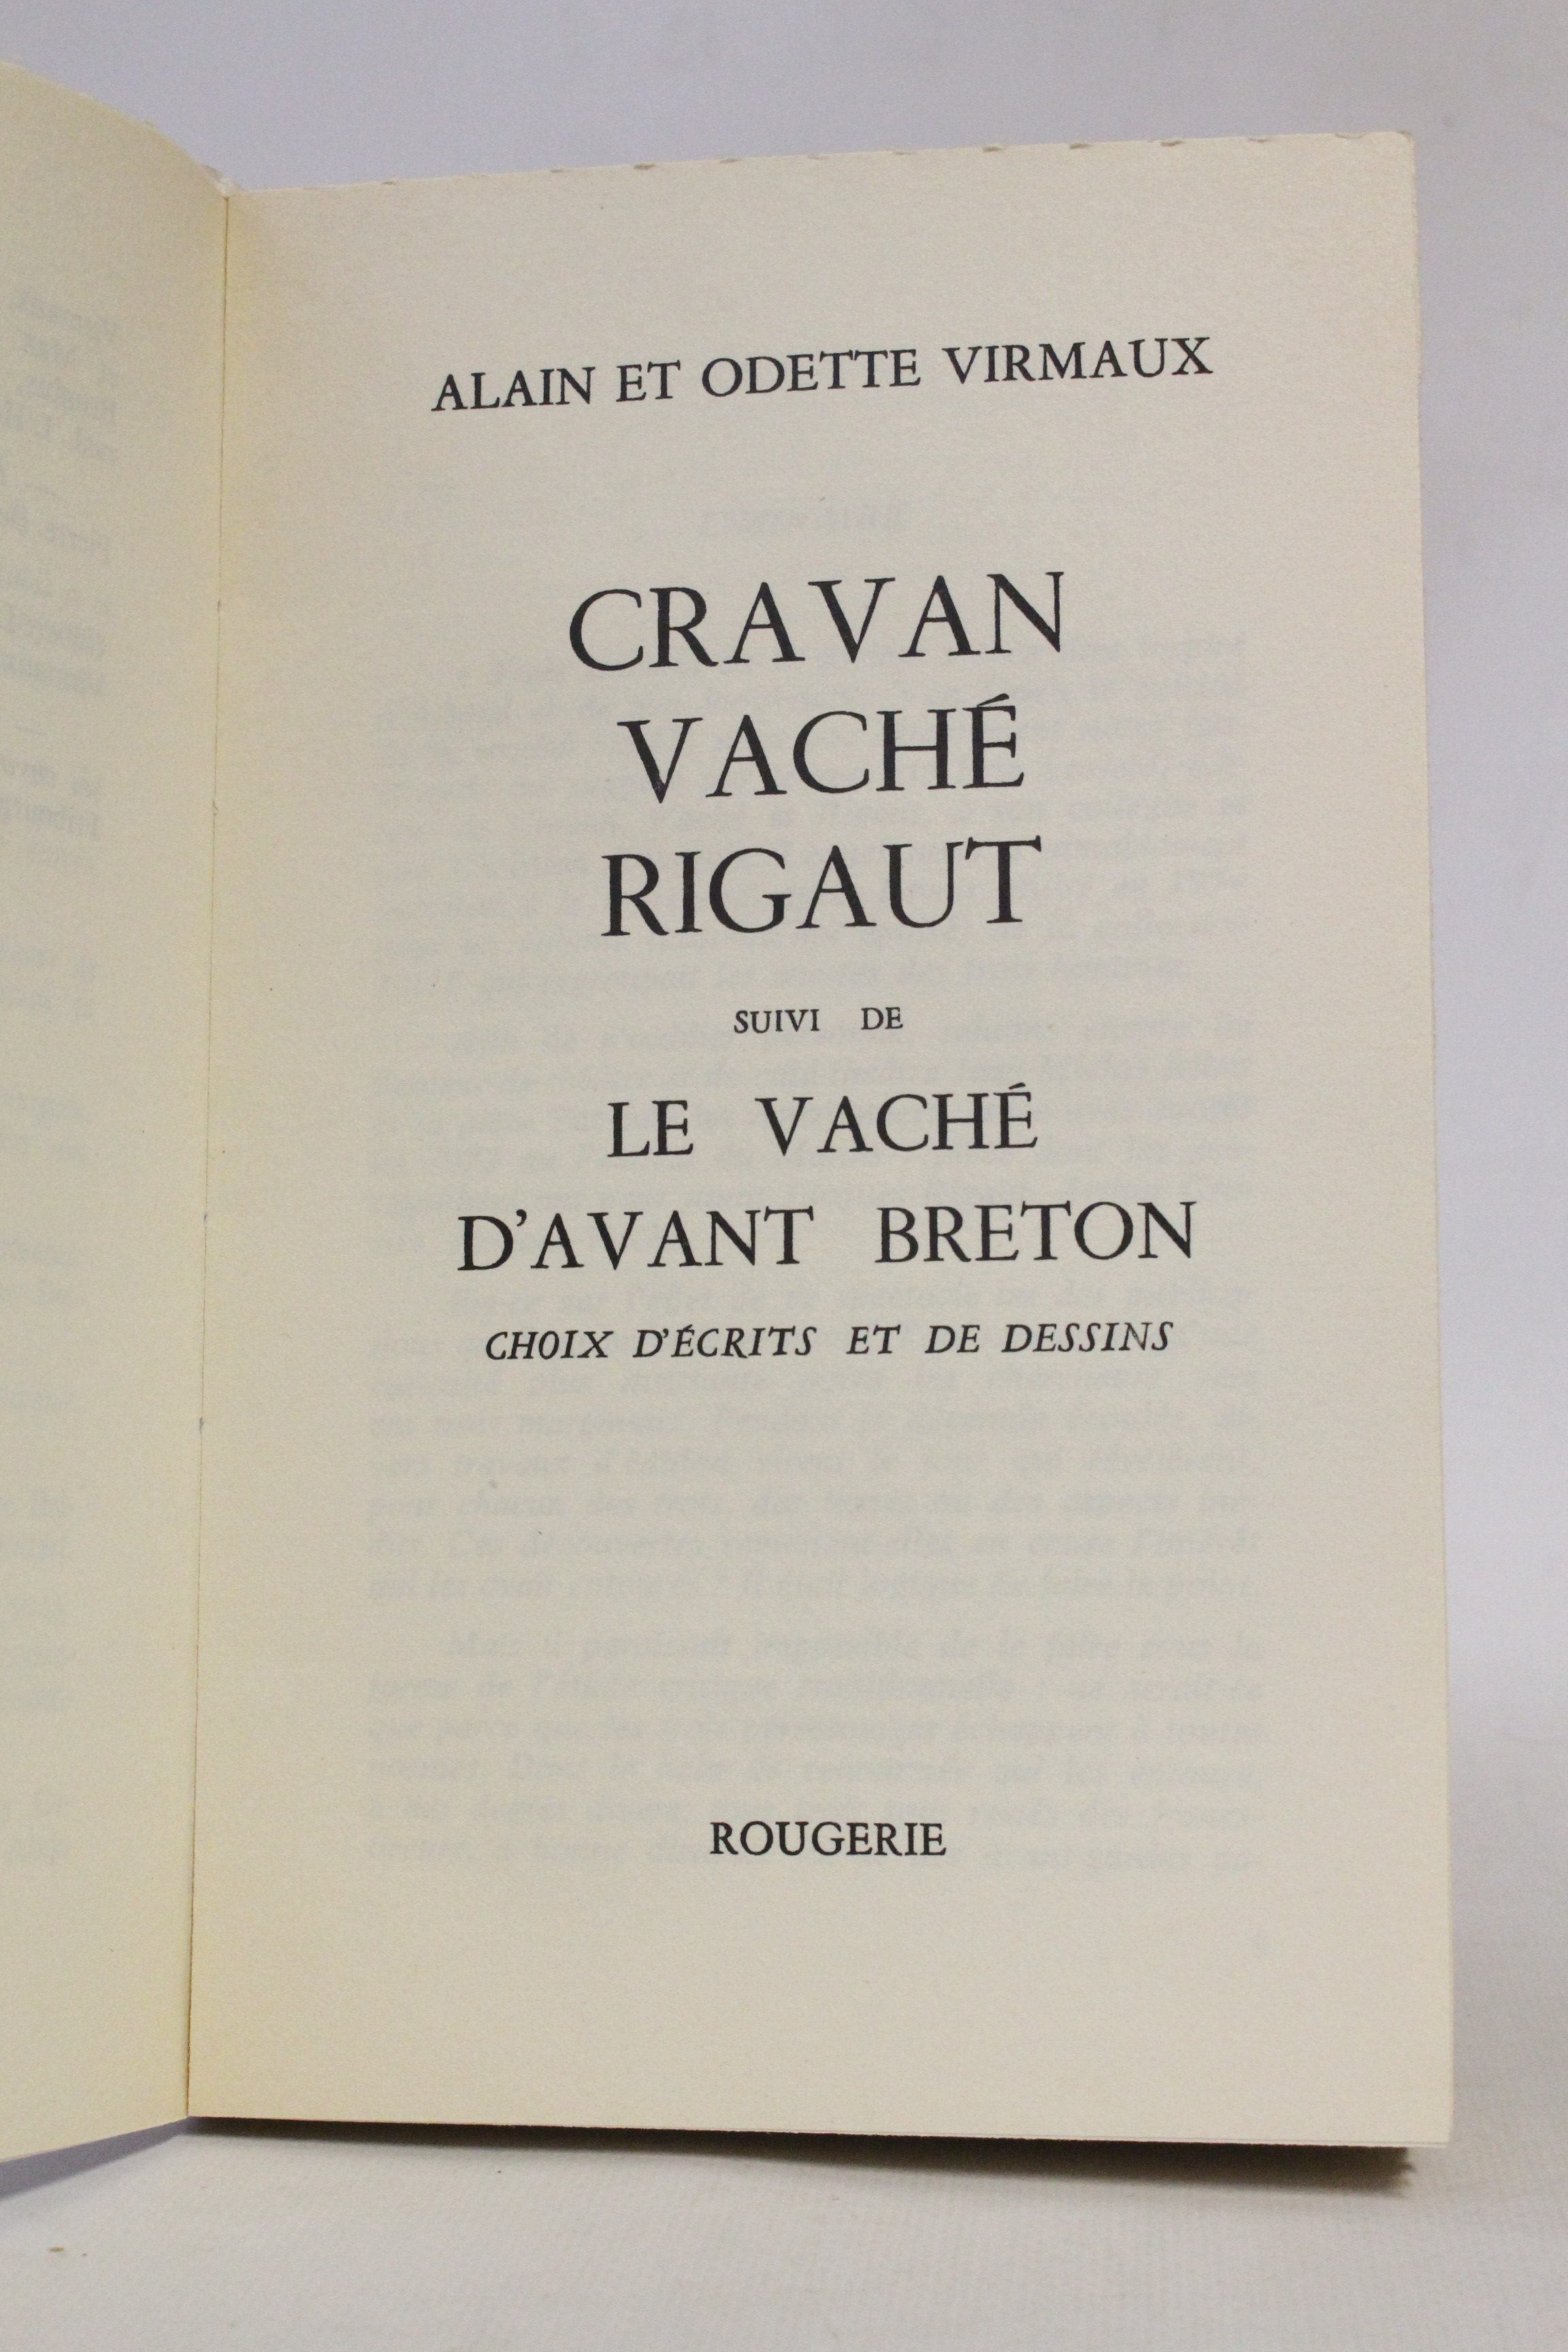 ALAIN ET ODETTE VIRMAUX
CRAVAN
VACHÉ
RIGAUT
SUIVI DE
LE VACHÉ
D'AVANT BRETON
CHOIX D'ÉCRITS ET DE DESSINS
ROUGERIE